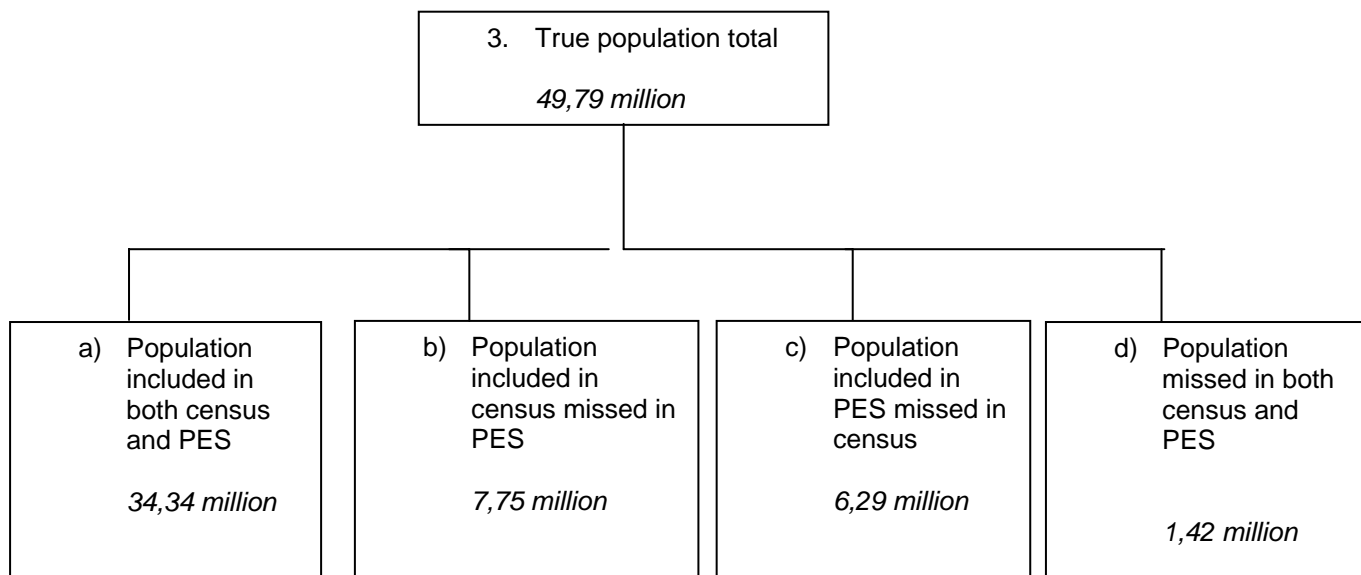 3. True population total
49,79 million
a) Population
included in
both census
and PES
34,34 million
b) Population
included in
census missed in
PES
7,75 million
c) Population
included in
PES missed in
census
6,29 million
d) Population
missed in both
census and
PES
1,42 million